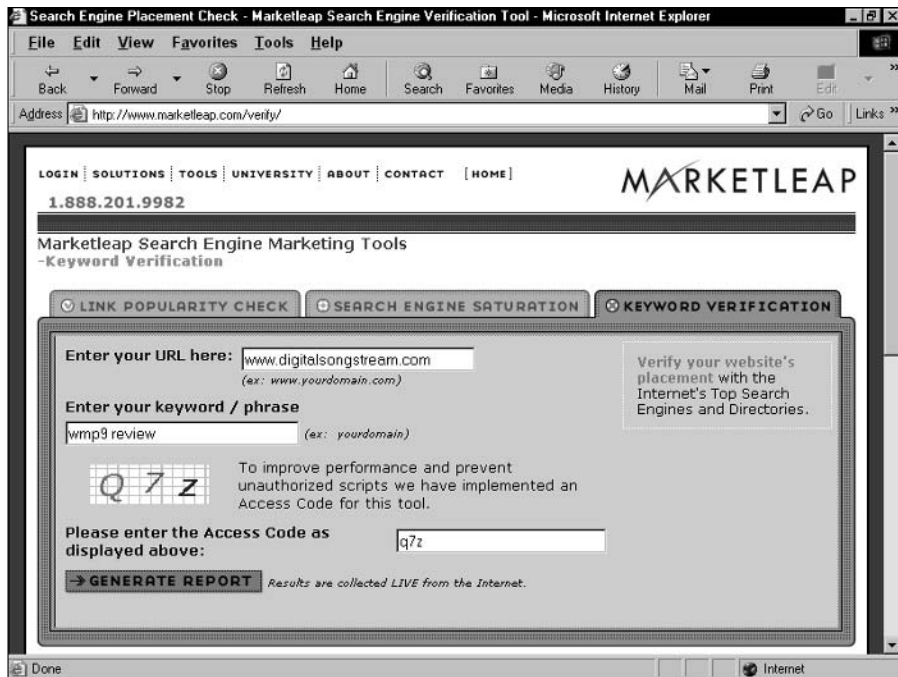 Search Engine Placement Check - Marketleap Search Engine Verification Tool - Microsoft Internet Explorer
File Edit View Favorites Tools Help
Back Forward Stop Refresh Home Search Favorites Media History Mail Print Edit »
Address http://www.marketleap.com/verify/ Go Links »
LOGIN SOLUTIONS TOOLS UNIVERSITY ABOUT CONTACT [HOME]
MARKETLEAP
1.888.201.9982
Marketleap Search Engine Marketing Tools
-Keyword Verification
LINK POPULARITY CHECK SEARCH ENGINE SATURATION KEYWORD VERIFICATION
Enter your URL here: www.digitalsongstream.com
(ex: www.yourdomain.com)
Enter your keyword / phrase
wmp9 review (ex: yourdomain)
Verify your website's
placement with the
Internet's Top Search
Engines and Directories.
Q 7 z
To improve performance and prevent
unauthorized scripts we have implemented an
Access Code for this tool.
Please enter the Access Code as
displayed above: q7z
GENERATE REPORT Results are collected LIVE from the Internet.
Done Internet